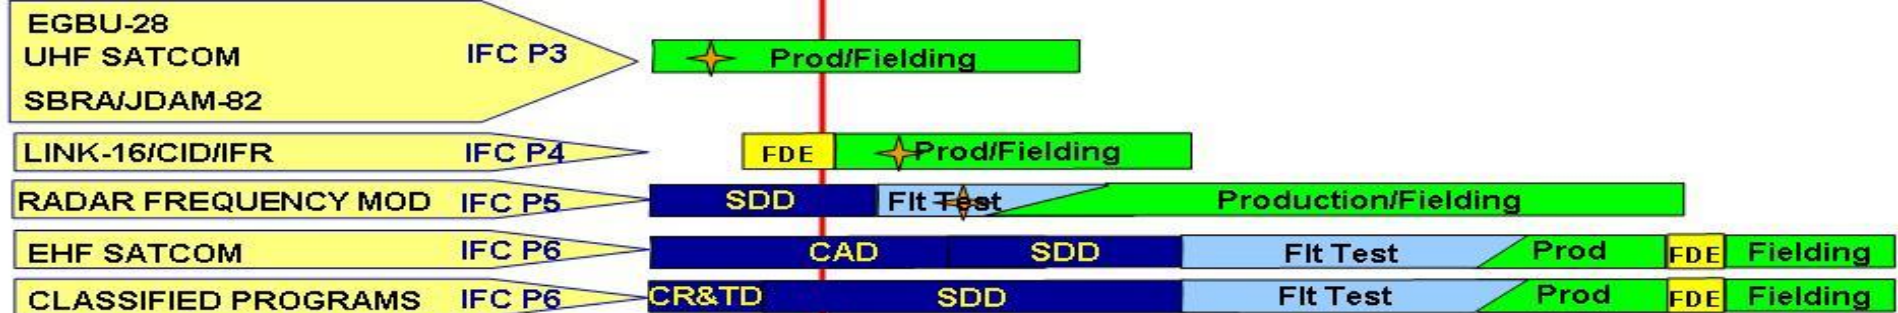 EGBU-28
UHF SATCOM IFC P3 Prod/Fielding
SBRA/JDAM-82
LINK-16/CID/IFR IFC P4 FDE Prod/Fielding
RADAR FREQUENCY MOD IFC P5 SDD Flt Test Production/Fielding
EHF SATCOM IFC P6 CAD SDD Flt Test Prod FDE Fielding
CLASSIFIED PROGRAMS IFC P6 CR&TD SDD Flt Test Prod FDE Fielding